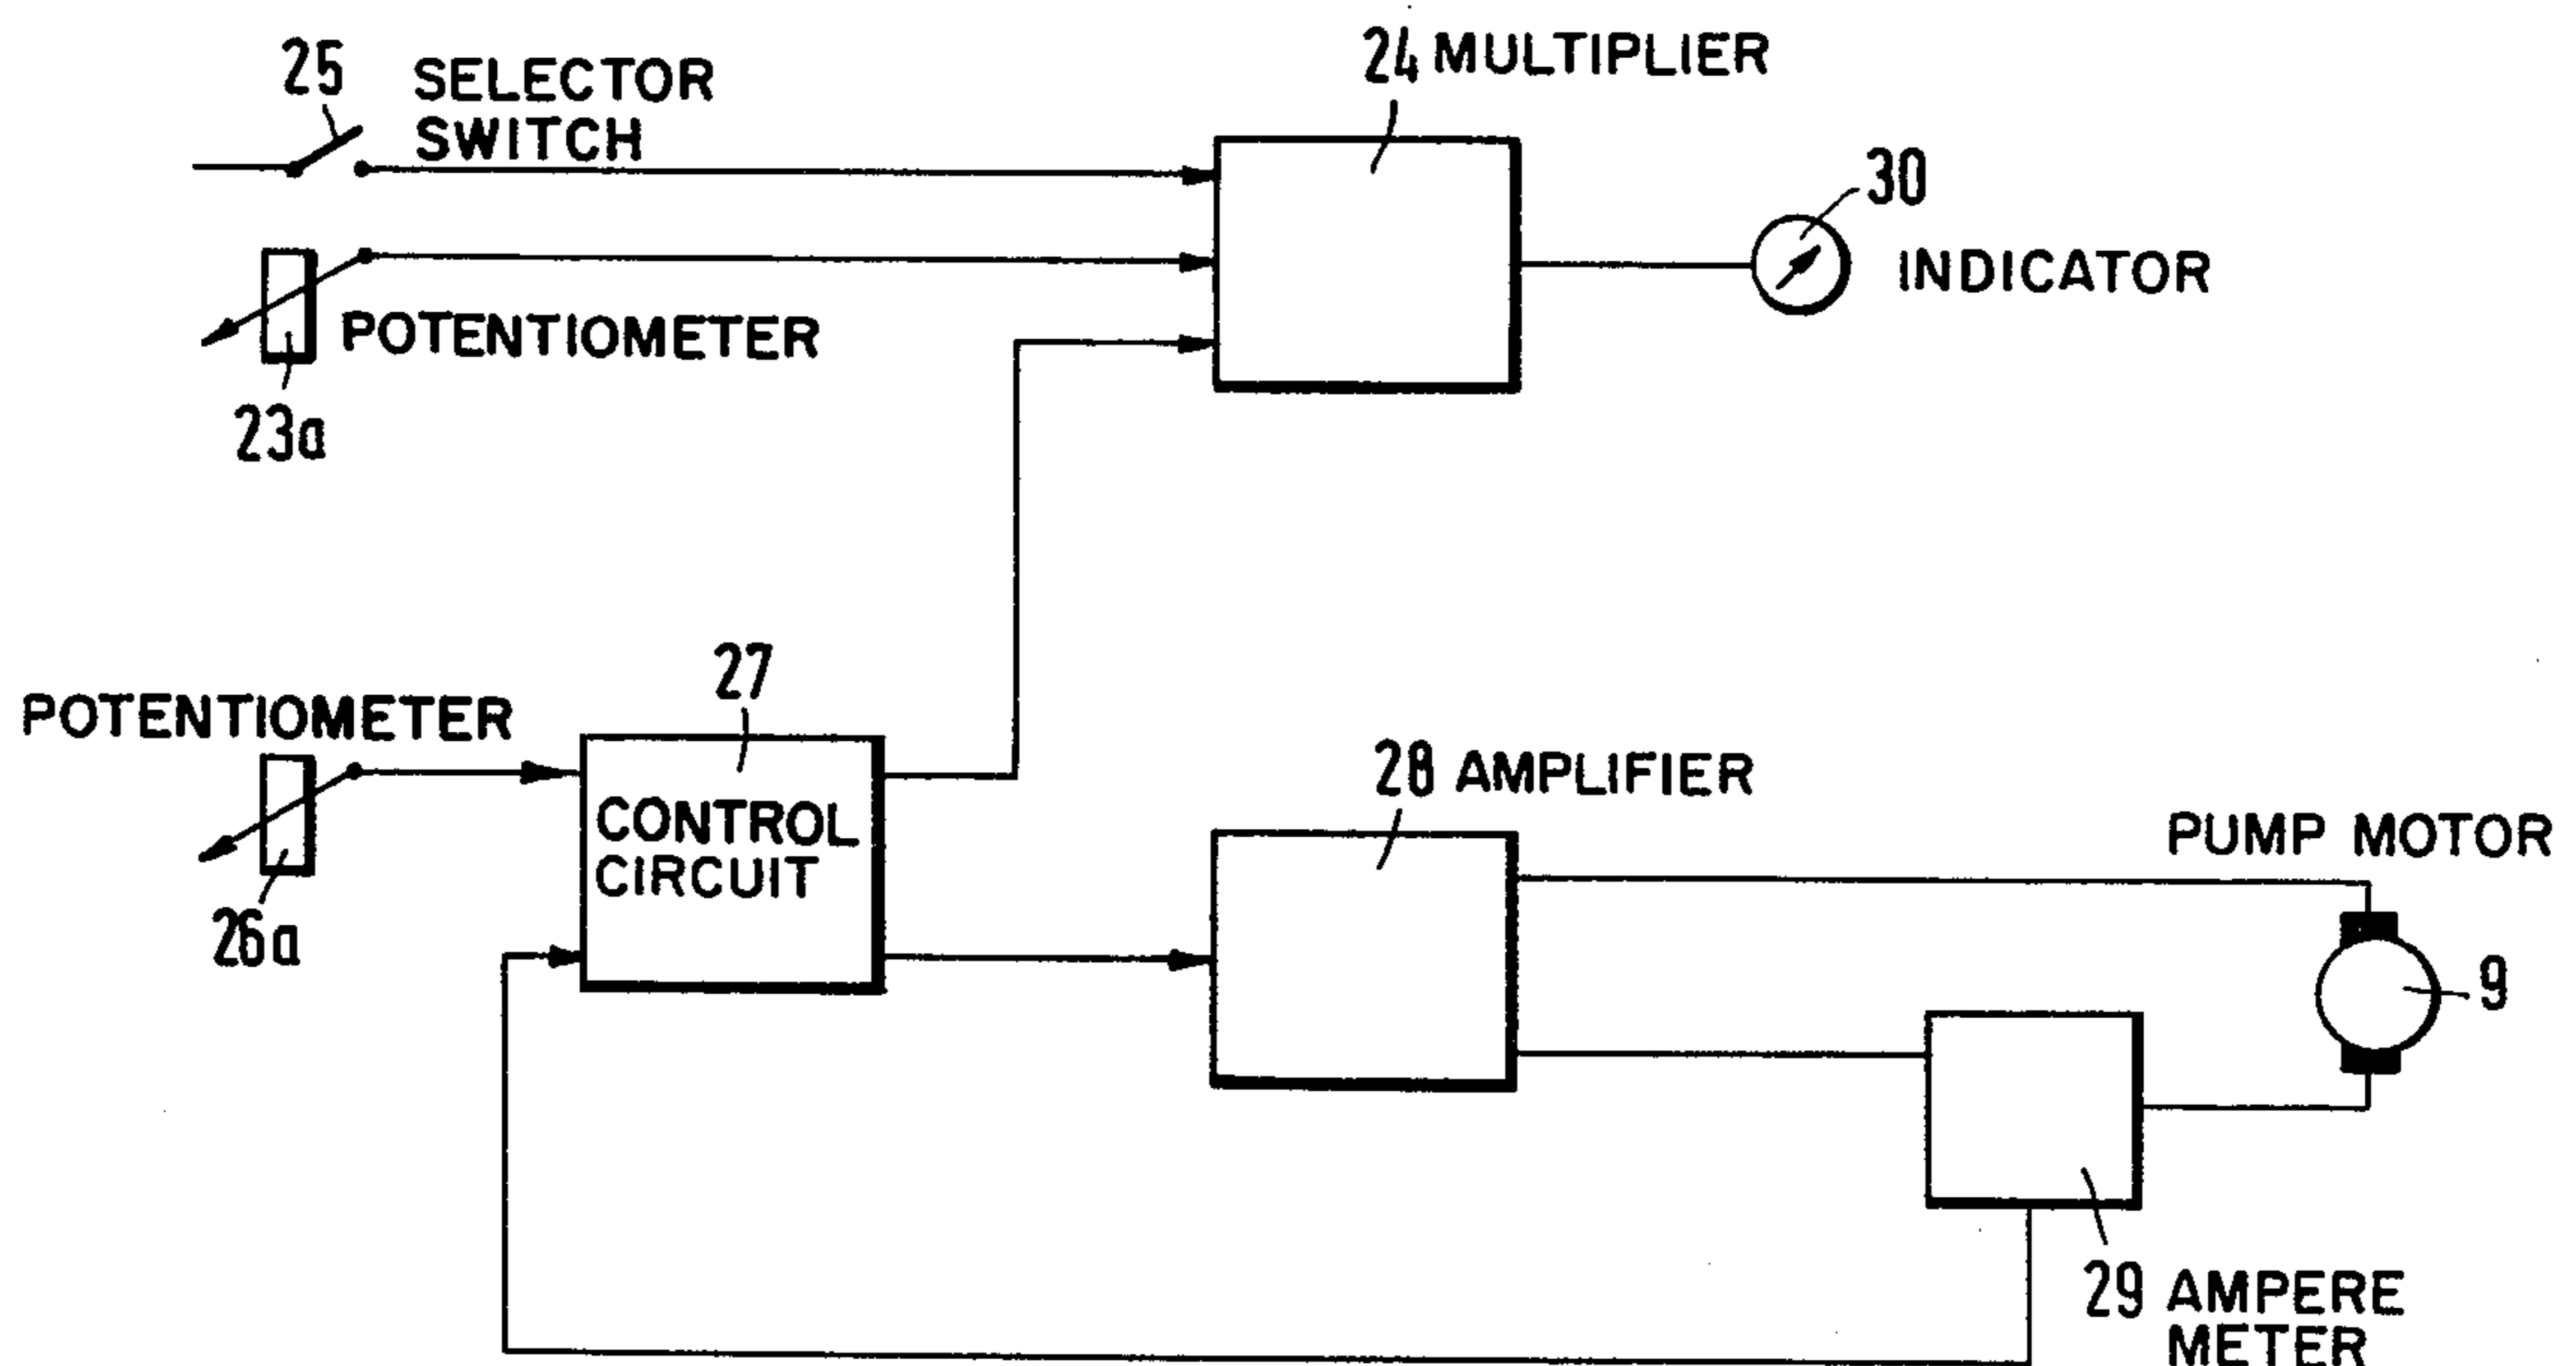 25 SELECTOR
SWITCH
24 MULTIPLIER
30
INDICATOR
POTENTIOMETER
23a
27
POTENTIOMETER
CONTROL
CIRCUIT
26a
28 AMPLIFIER
PUMP MOTOR
9
29 AMPERE
METER